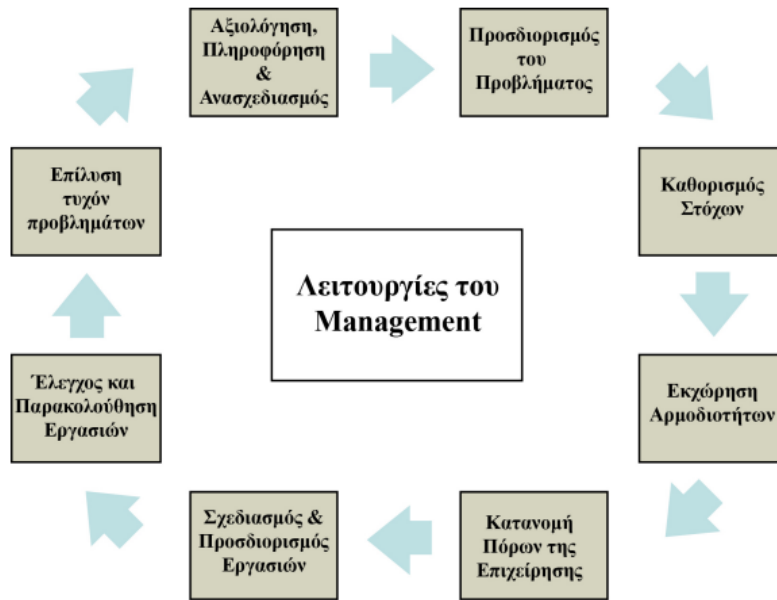 Αξιολόγηση,
Πληροφόρηση
&
Ανασχεδιασμός
Προσδιορισμός
του
Προβλήματος
Καθορισμός
Στόχων
Εκχώρηση
Αρμοδιοτήτων
Κατανομή
Πόρων της
Επιχείρησης
Σχεδιασμός &
Προσδιορισμός
Εργασιών
Έλεγχος και
Παρακολούθηση
Εργασιών
Επίλυση
τυχόν
προβλημάτων
Λειτουργίες του
Management